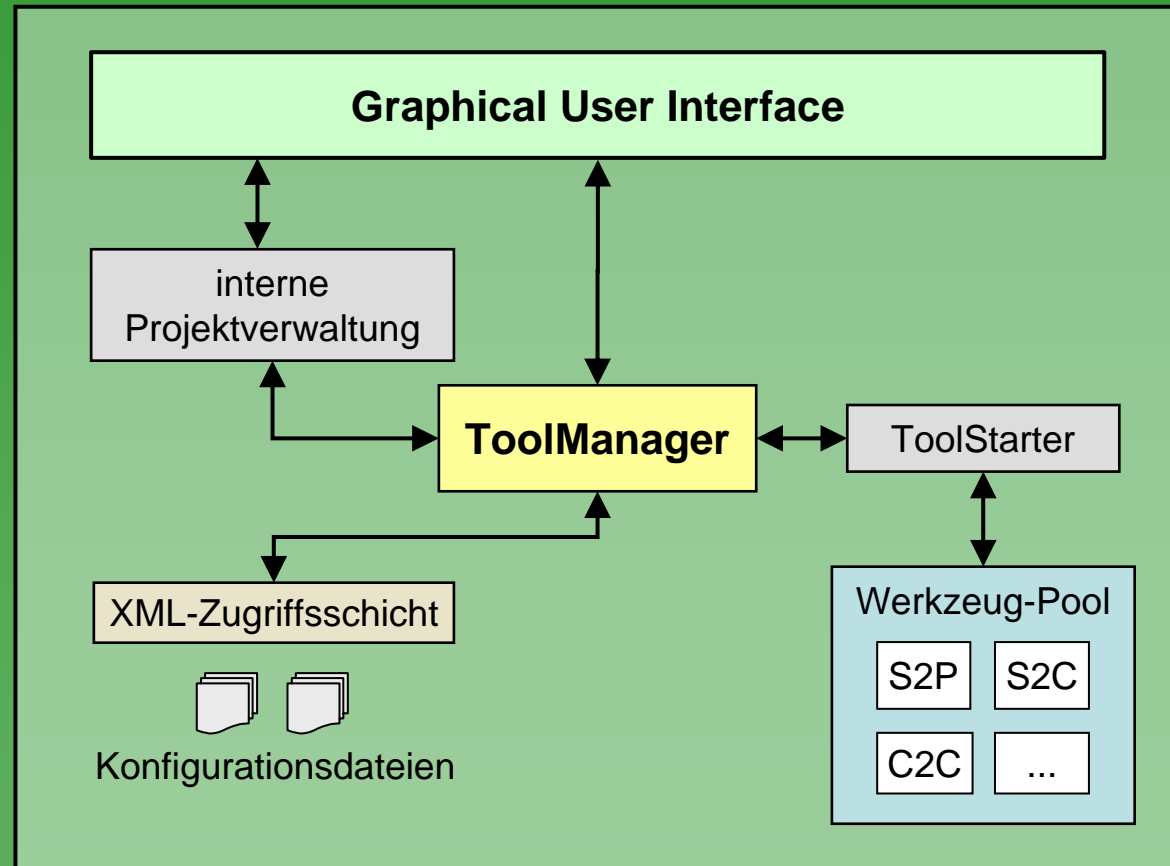 Graphical User Interface
interne
Projektverwaltung
ToolManager
ToolStarter
XML-Zugriffsschicht
Konfigurationsdateien
Werkzeug-Pool
S2P
S2C
C2C
...